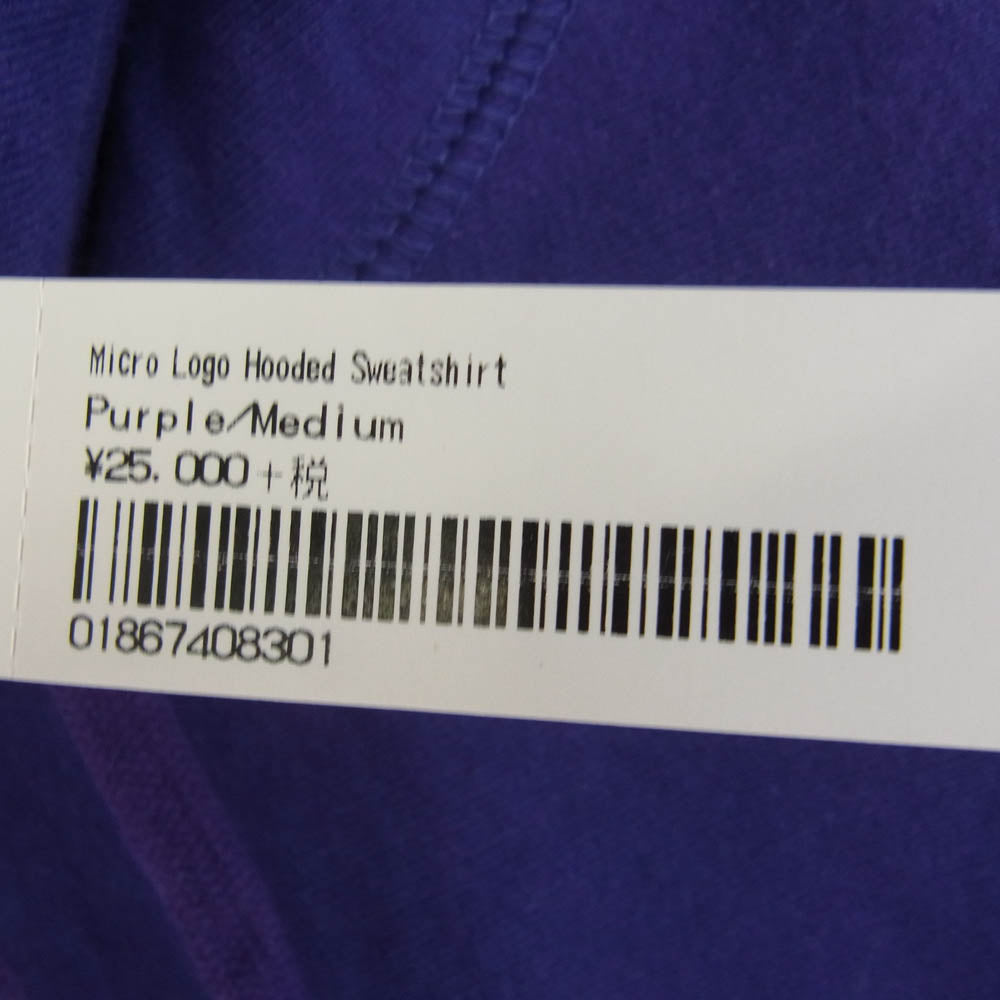 Micro Logo Hooded Sweatshirt
Purple/Medium
¥25.000+税
01867408301